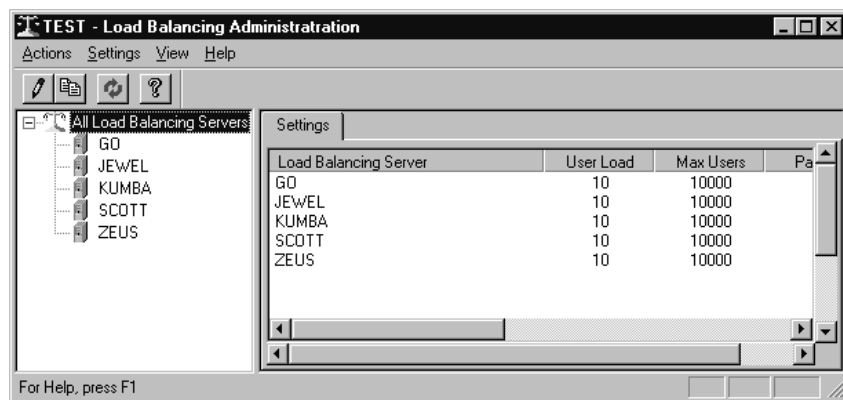 TEST - Load Balancing Administratration
Actions Settings View Help
All Load Balancing Servers
GO
JEWEL
KUMBA
SCOTT
ZEUS
Settings
Load Balancing Server User Load Max Users Pa
GO 10 10000
JEWEL 10 10000
KUMBA 10 10000
SCOTT 10 10000
ZEUS 10 10000
For Help, press F1